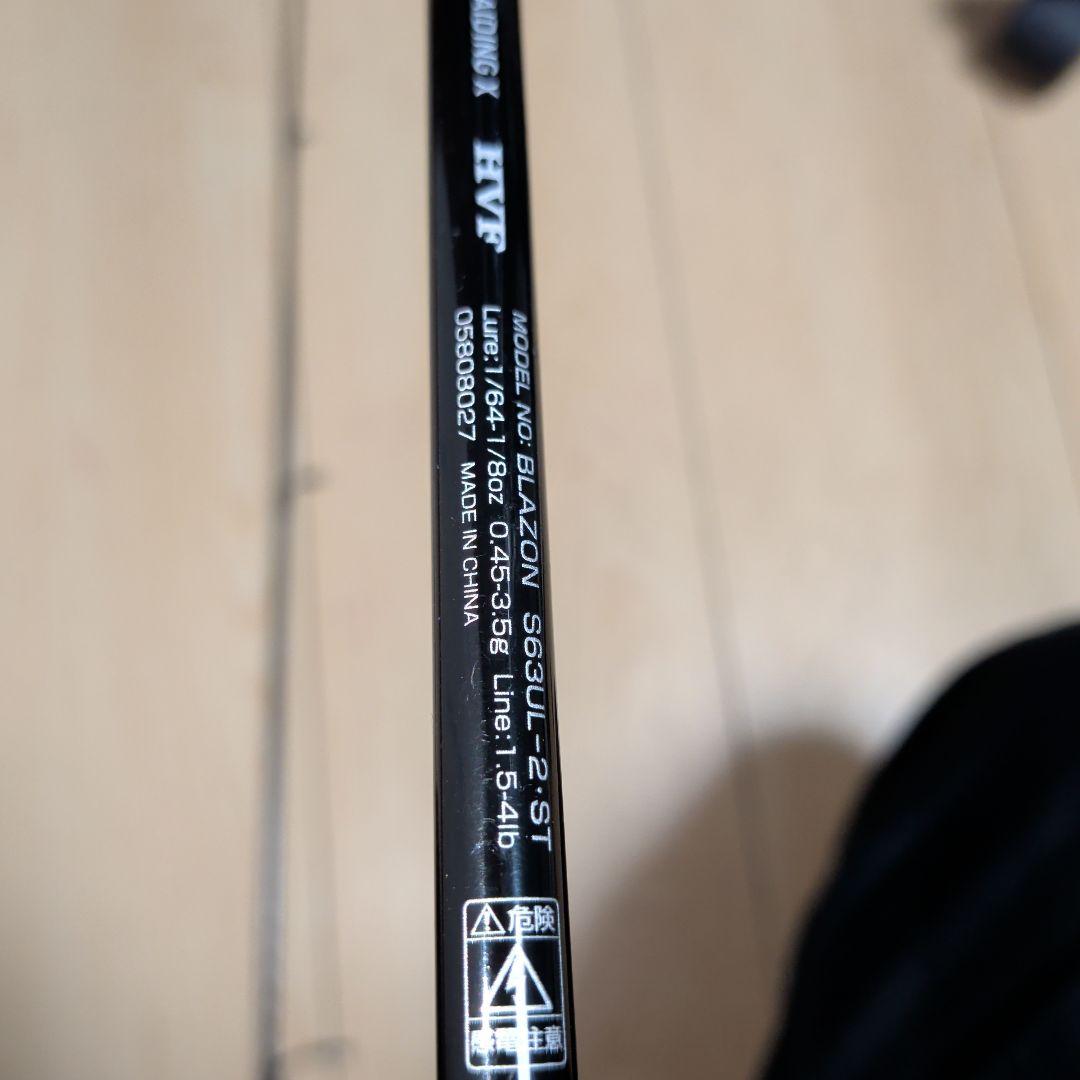 AIDING X HVF
MODEL NO: BLAZON S63UL-2・ST
Lure:1/64-1/8oz 0.45-3.5g Line:1.5-4lb
05808027 MADE IN CHINA
危険
感電注意